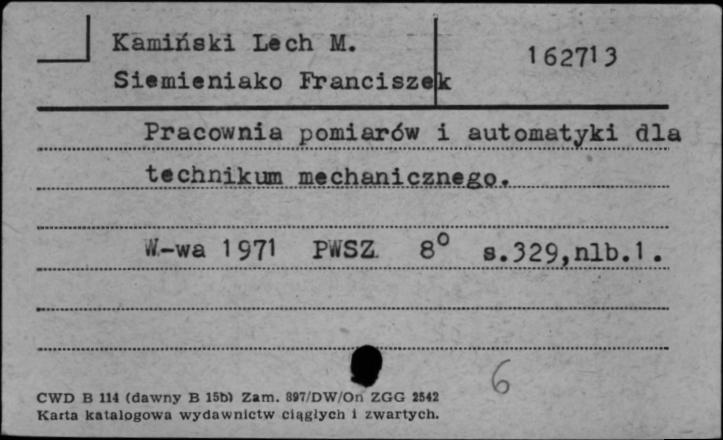 Kamiński Lech M.
162713
Siemieniako Franciszek
Pracownia pomiarów i automatyki dla
technikum mechanicznego.
W-wa 1971 PWSZ 8° s.329,nlb.1.
6
CWD B 114 (dawny B 15b) Zam. 897/DW/On ZGG 2542
Karta katalogowa wydawnictw ciągłych i zwartych.